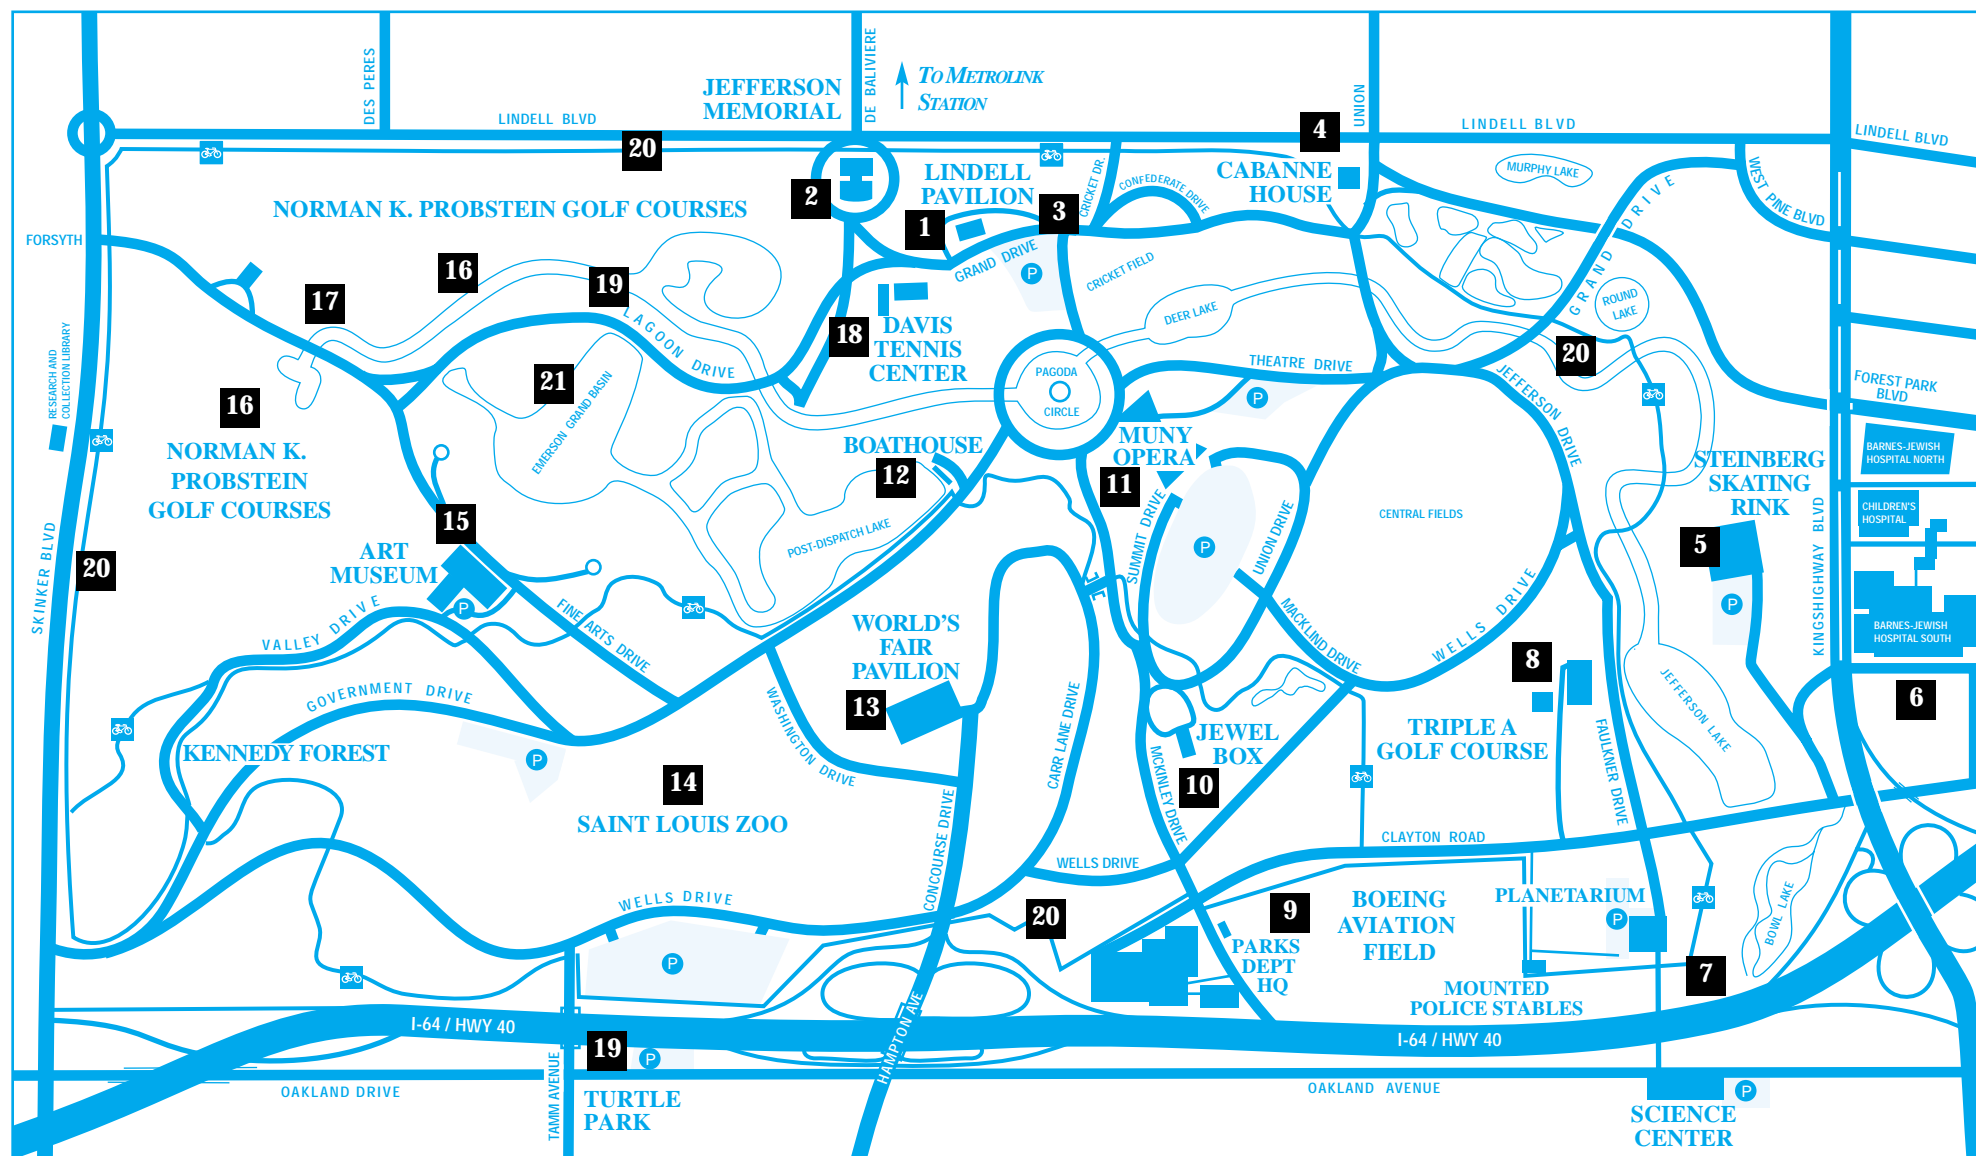 DES PERES
DE BALIVIERE
TO METROLINK
STATION
JEFFERSON
MEMORIAL
LINDELL BLVD
UNION
LINDELL BLVD
LINDELL BLVD
20
4
2
LINDELL
PAVILION
CRICKET DR.
CONFEDERATE DRIVE
CABANNE
HOUSE
MURPHY LAKE
WEST PINE BLVD
NORMAN K. PROBSTEIN GOLF COURSES
1
3
FORSYTH
GRAND DRIVE
P
CRICKET FIELD
GRAND DRIVE
16
19
17
LAGOON DRIVE
18
DAVIS
TENNIS
CENTER
DEER LAKE
ROUND
LAKE
20
RESEARCH AND
COLLECTION LIBRARY
21
EMERSON GRAND BASIN
PAGODA
CIRCLE
THEATRE DRIVE
P
JEFFERSON DRIVE
FOREST PARK
BLVD
16
NORMAN K.
PROBSTEIN
GOLF COURSES
BOATHOUSE
12
MUNY
OPERA
11
STEINBERG
SKATING
RINK
BARNES-JEWISH
HOSPITAL NORTH
CHILDREN'S
HOSPITAL
15
POST-DISPATCH LAKE
SUMMIT DRIVE
P
UNION DRIVE
CENTRAL FIELDS
5
KINGSHIGHWAY BLVD
SKINKER BLVD
20
ART
MUSEUM
P
VALLEY DRIVE
FINE ARTS DRIVE
WORLD'S
FAIR
PAVILION
13
MACKLIND DRIVE
WELLS DRIVE
P
BARNES-JEWISH
HOSPITAL SOUTH
8
GOVERNMENT DRIVE
WASHINGTON DRIVE
CARR LANE DRIVE
JEFFERSON LAKE
6
KENNEDY FOREST
P
JEWEL
BOX
10
MCKINLEY DRIVE
TRIPLE A
GOLF COURSE
FAULKNER DRIVE
14
SAINT LOUIS ZOO
CONCOURSE DRIVE
CLAYTON ROAD
WELLS DRIVE
WELLS DRIVE
20
9
BOEING
AVIATION
FIELD
PLANETARIUM
P
BOWL LAKE
P
PARKS
DEPT
HQ
MOUNTED
POLICE STABLES
7
I-64 / HWY 40
I-64 / HWY 40
HAMPTON AVE
19
P
TAMM AVENUE
OAKLAND DRIVE
OAKLAND AVENUE
TURTLE
PARK
P
SCIENCE
CENTER